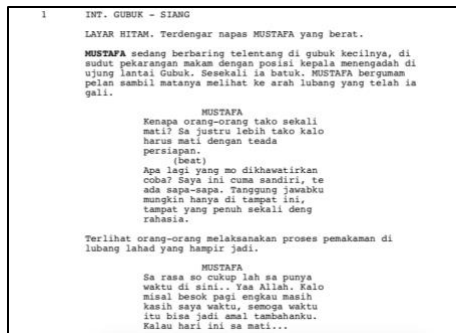 1 INT. GUBUK - SIANG
LAYAR HITAM. Terdengar napas MUSTAFA yang berat.
MUSTAFA sedang berbaring telentang di gubuk kecilnya, di
sudut pekarangan makam dengan posisi kepala menengadah di
ujung lantai Gubuk. Sesekali ia batuk. MUSTAFA bergumam
pelan sambil matanya melihat ke arah lubang yang telah ia
gali.
MUSTAFA
Kenapa orang-orang tako sekali
mati? Sa justru lebih tako kalo
harus mati dengan teada
persiapan.
(beat)
Apa lagi yang mo dikhawatirkan
coba? Saya ini cuma sandiri, te
ada sapa-sapa. Tanggung jawabku
mungkin hanya di tampat ini,
tampat yang penuh sekali deng
rahasia.
Terlihat orang-orang melaksanakan proses pemakaman di
lubang lahad yang hampir jadi.
MUSTAFA
Sa rasa so cukup lah sa punya
waktu di sini.. Yaa Allah. Kalo
misal besok pagi engkau masih
kasih saya waktu, semoga waktu
itu bisa jadi amal tambahanku.
Kalau hari ini sa mati...